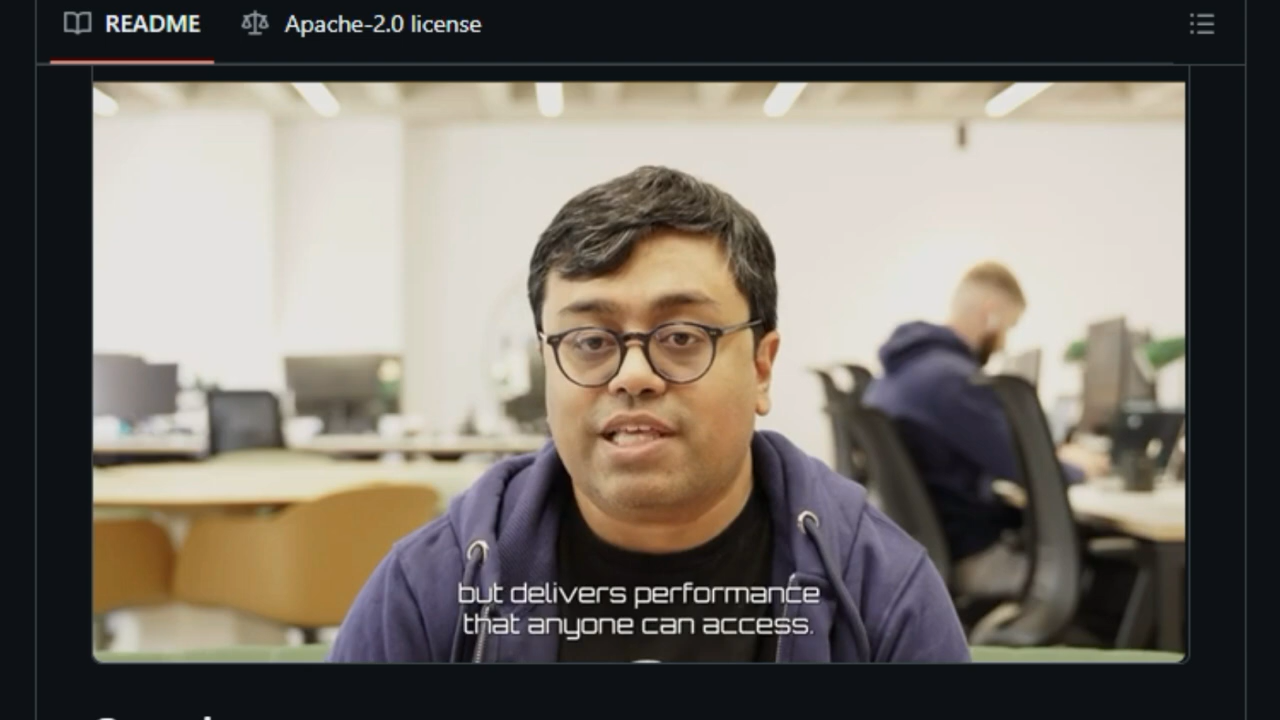 README
Apache-2.0 license
but delivers performance
that anyone can access.